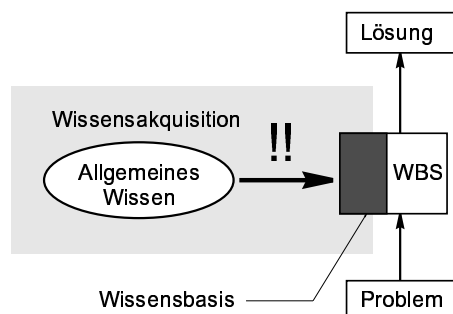 Lösung
Wissensakquisition
!!
Allgemeines
Wissen
WBS
Wissensbasis
Problem